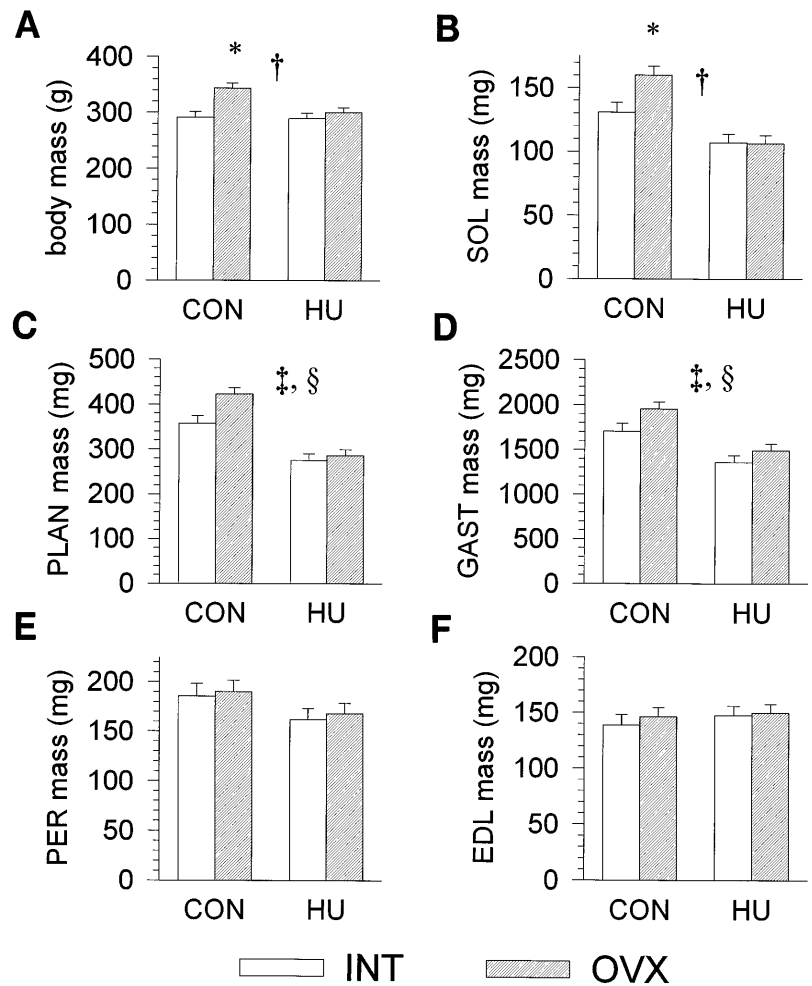 A
body mass (g)
400
300
200
100
0
*
†
CON HU
B
SOL mass (mg)
150
100
50
0
*
†
CON HU
C
PLAN mass (mg)
500
400
300
200
100
0
‡, §
CON HU
D
GAST mass (mg)
2500
2000
1500
1000
500
0
‡, §
CON HU
E
PER mass (mg)
200
150
100
50
0
CON HU
F
EDL mass (mg)
200
150
100
50
0
CON HU
INT OVX